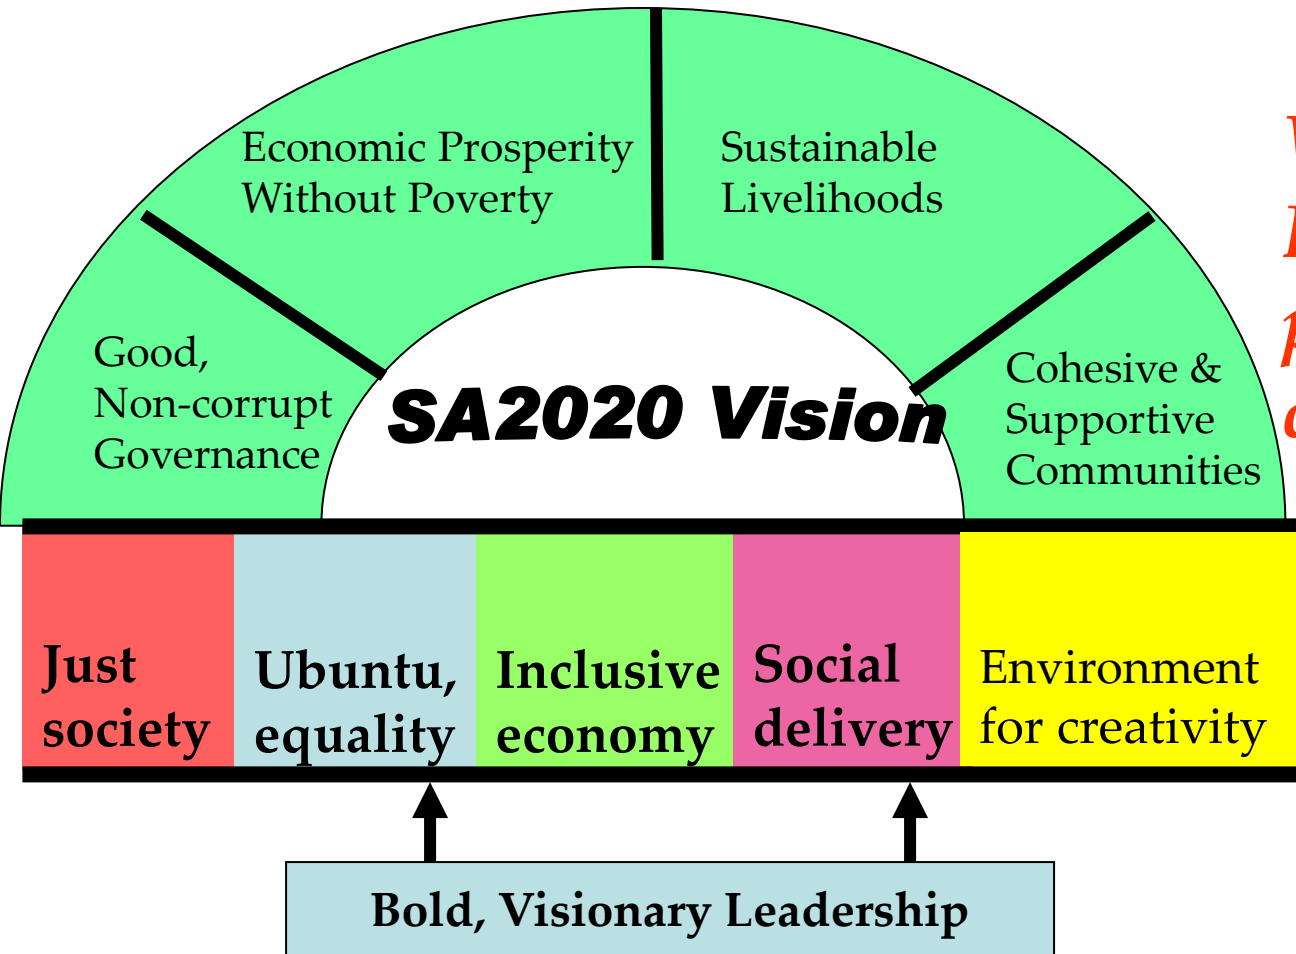 Economic Prosperity
Without Poverty
Sustainable
Livelihoods
Good,
Non-corrupt
Governance
Cohesive &
Supportive
Communities
SA2020 Vision
Just
society
Ubuntu,
equality
Inclusive
economy
Social
delivery
Environment
for creativity
Bold, Visionary Leadership